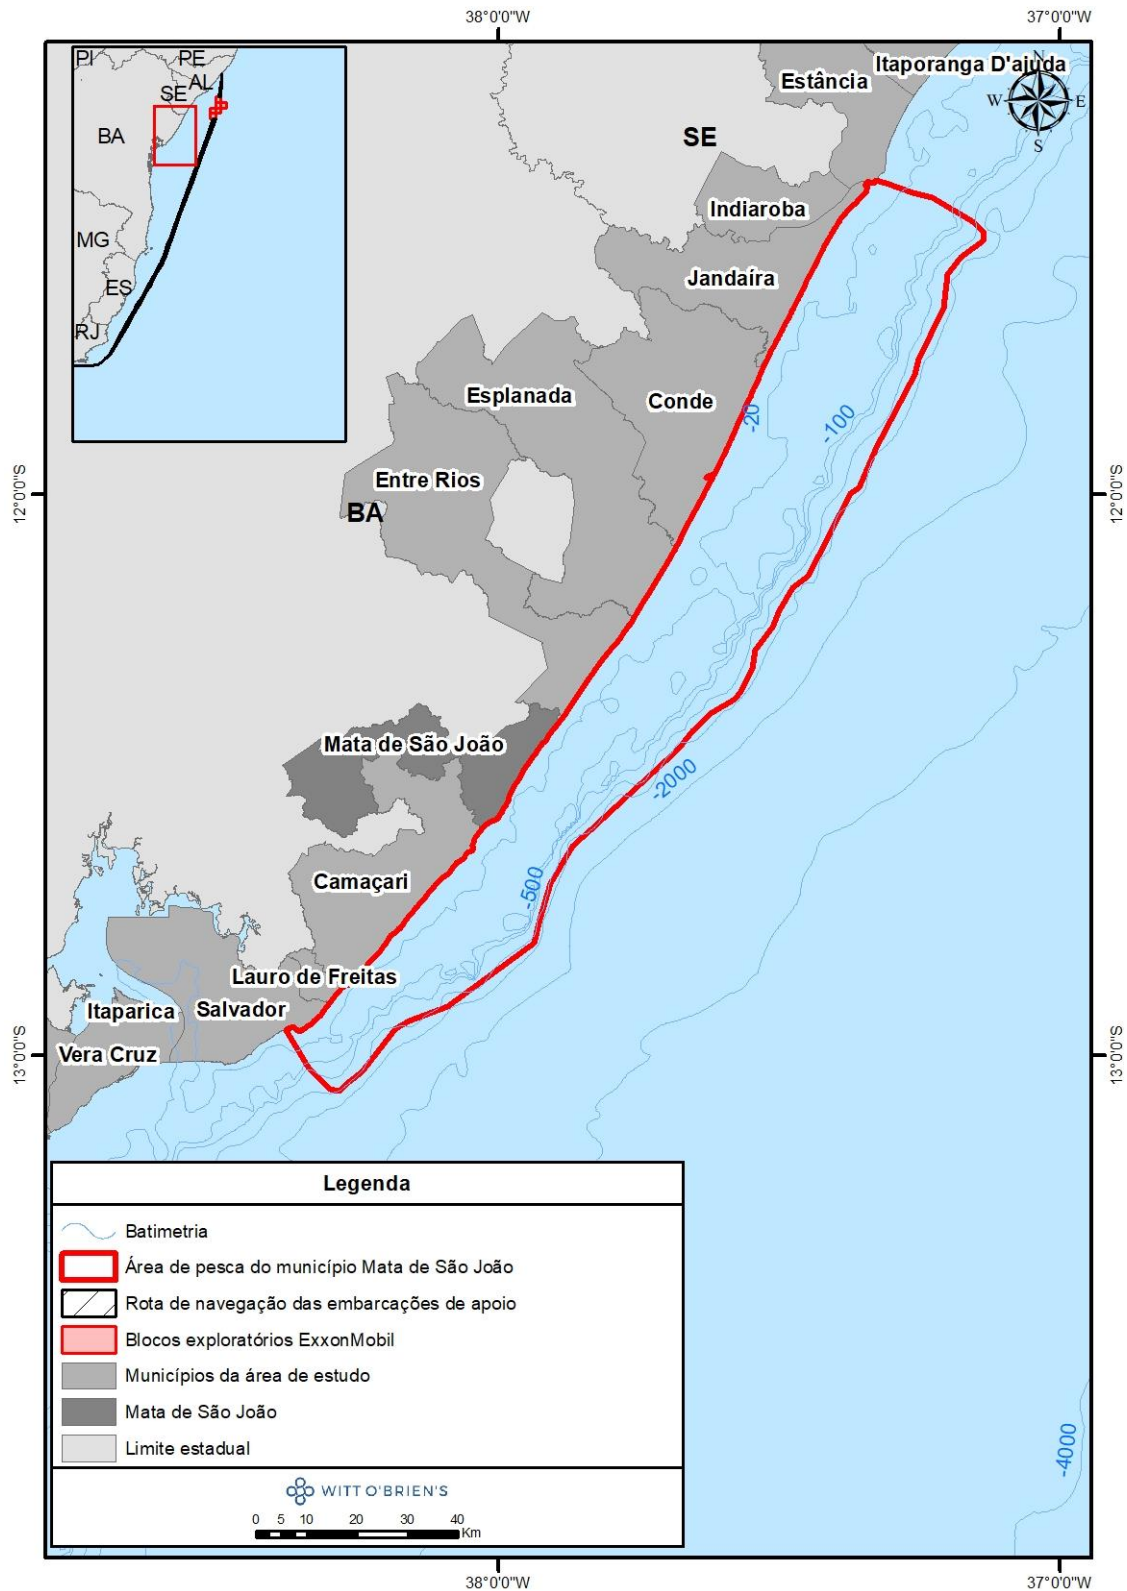 38°0'0"W
37°0'0"W
PI
PE
AL
SE
BA
MG
ES
RJ
Itaporanga D'ajuda
Estância
N
W
E
S
SE
Indiaroba
Jandaíra
Esplanada
Conde
-20
-100
Entre Rios
12°0'0"S
12°0'0"S
BA
Mata de São João
-2000
-500
Camaçari
Lauro de Freitas
Itaparica
Salvador
Vera Cruz
13°0'0"S
13°0'0"S
Legenda
Batimetria
Área de pesca do município Mata de São João
Rota de navegação das embarcações de apoio
Blocos exploratórios ExxonMobil
Municípios da área de estudo
Mata de São João
Limite estadual
-4000
WITT O'BRIEN'S
0 5 10 20 30 40
Km
38°0'0"W
37°0'0"W